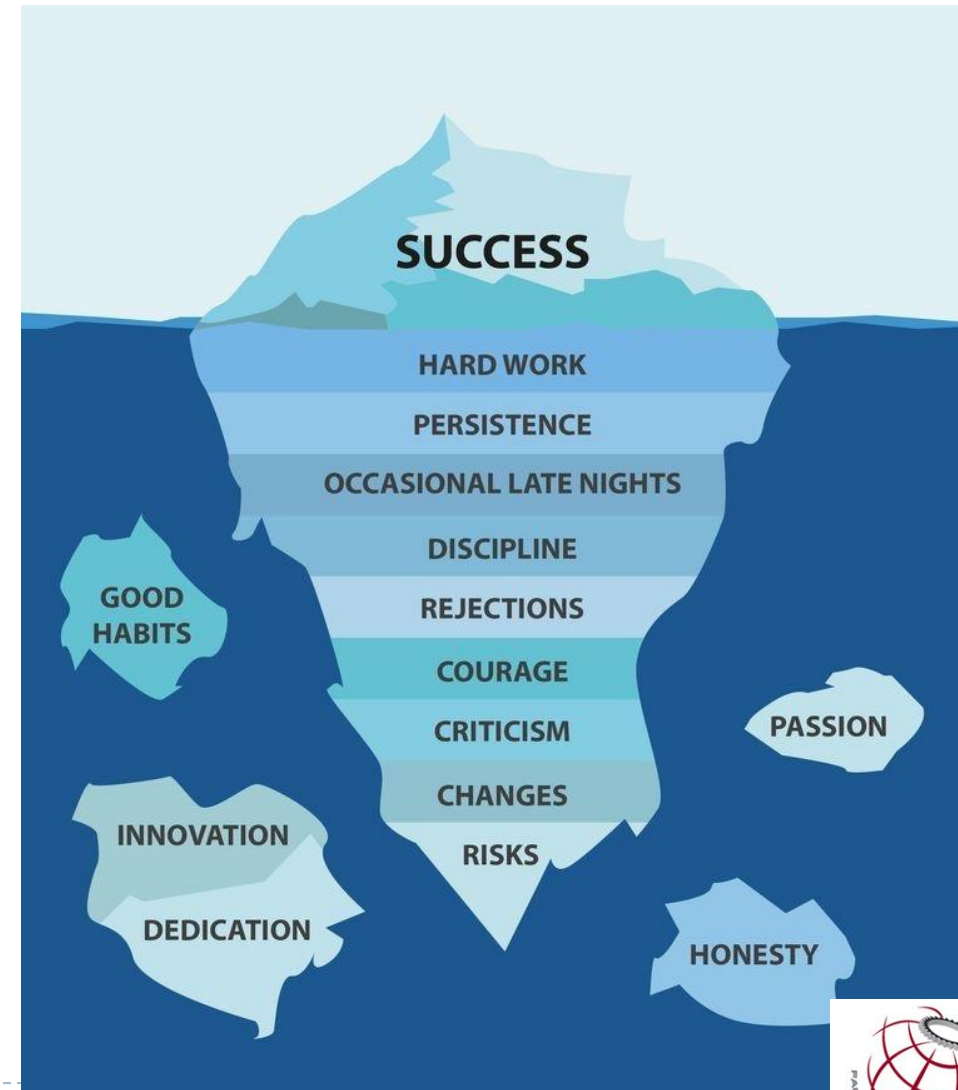 SUCCESS
HARD WORK
PERSISTENCE
OCCASIONAL LATE NIGHTS
DISCIPLINE
REJECTIONS
COURAGE
CRITICISM
CHANGES
RISKS
GOOD
HABITS
INNOVATION
DEDICATION
PASSION
HONESTY